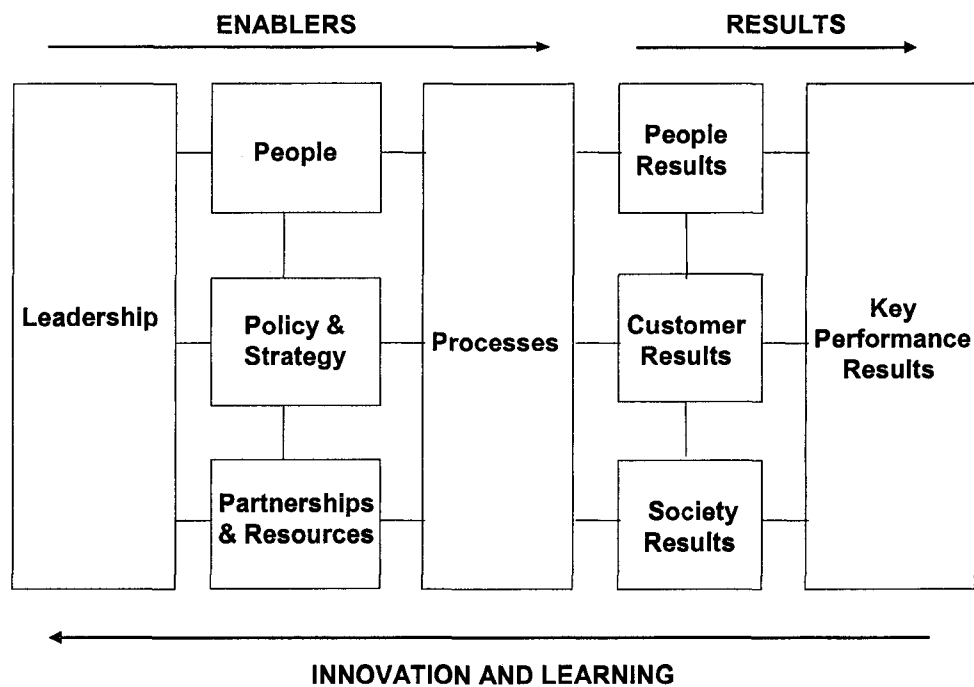 ENABLERS
RESULTS
People
People
Results
Leadership
Policy &
Strategy
Processes
Customer
Results
Key
Performance
Results
Partnerships
& Resources
Society
Results
INNOVATION AND LEARNING